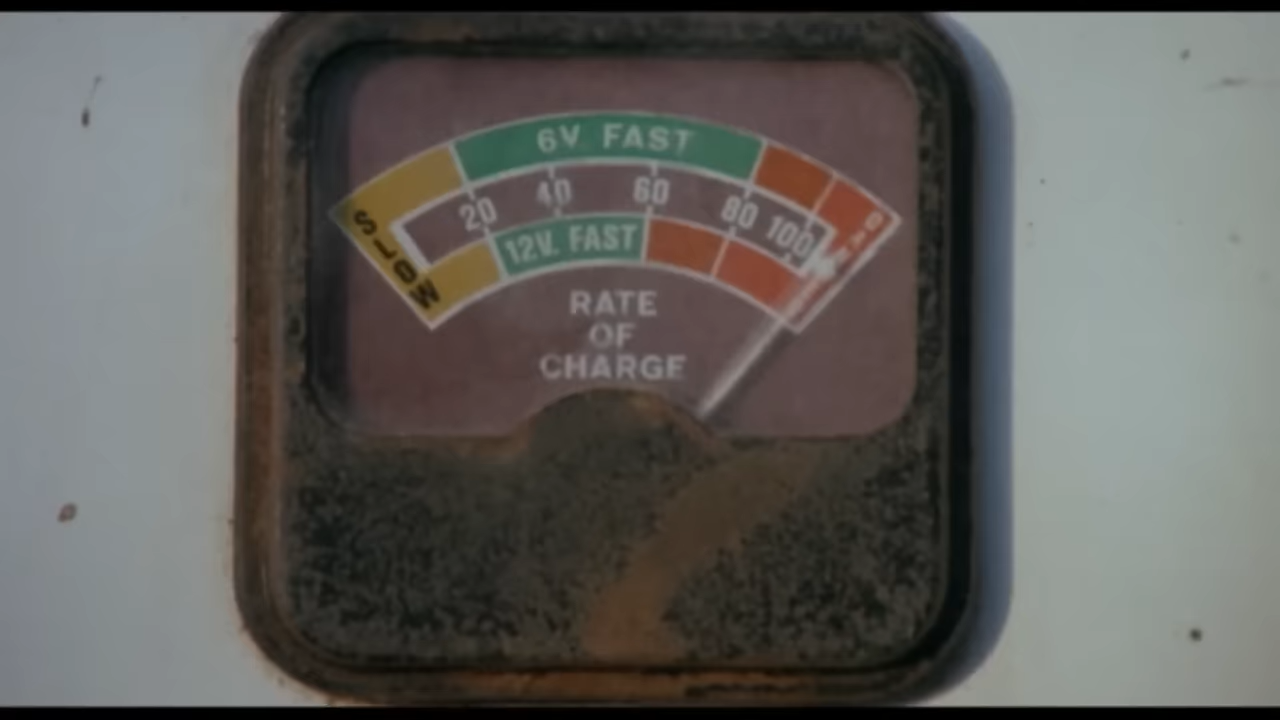 6V. FAST
20 40 60 80 100
SLOW
12V. FAST
RATE
OF
CHARGE